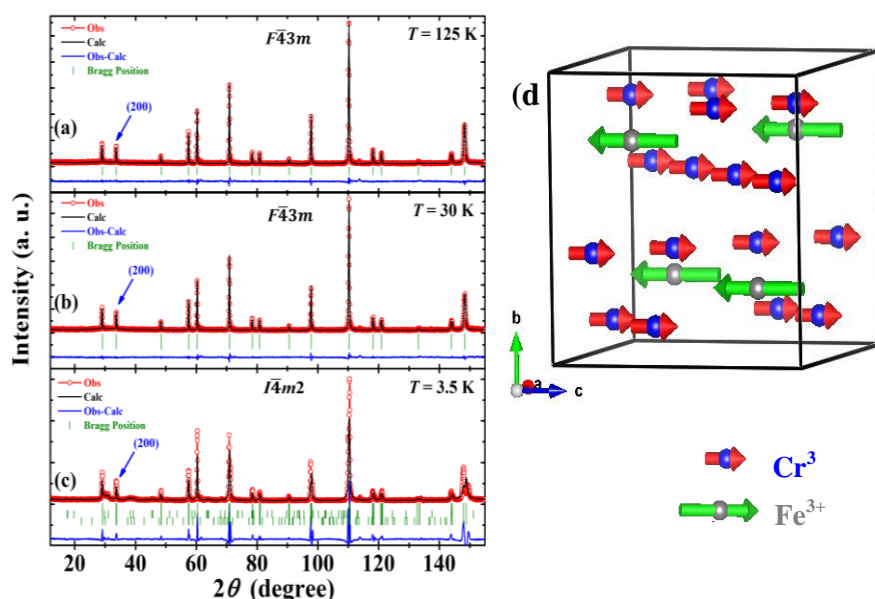 Obs
Calc
Obs-Calc
Bragg Position
F4̅3m
T = 125 K
(200)
(a)
F4̅3m
T = 30 K
Obs
Calc
Obs-Calc
Bragg Position
(200)
(b)
I4̅m2
T = 3.5 K
Obs
Calc
Obs-Calc
Bragg Position
(200)
(c)
Intensity (a. u.)
20 40 60 80 100 120 140
2θ (degree)
(d
b
a
c
Cr³
Fe³⁺